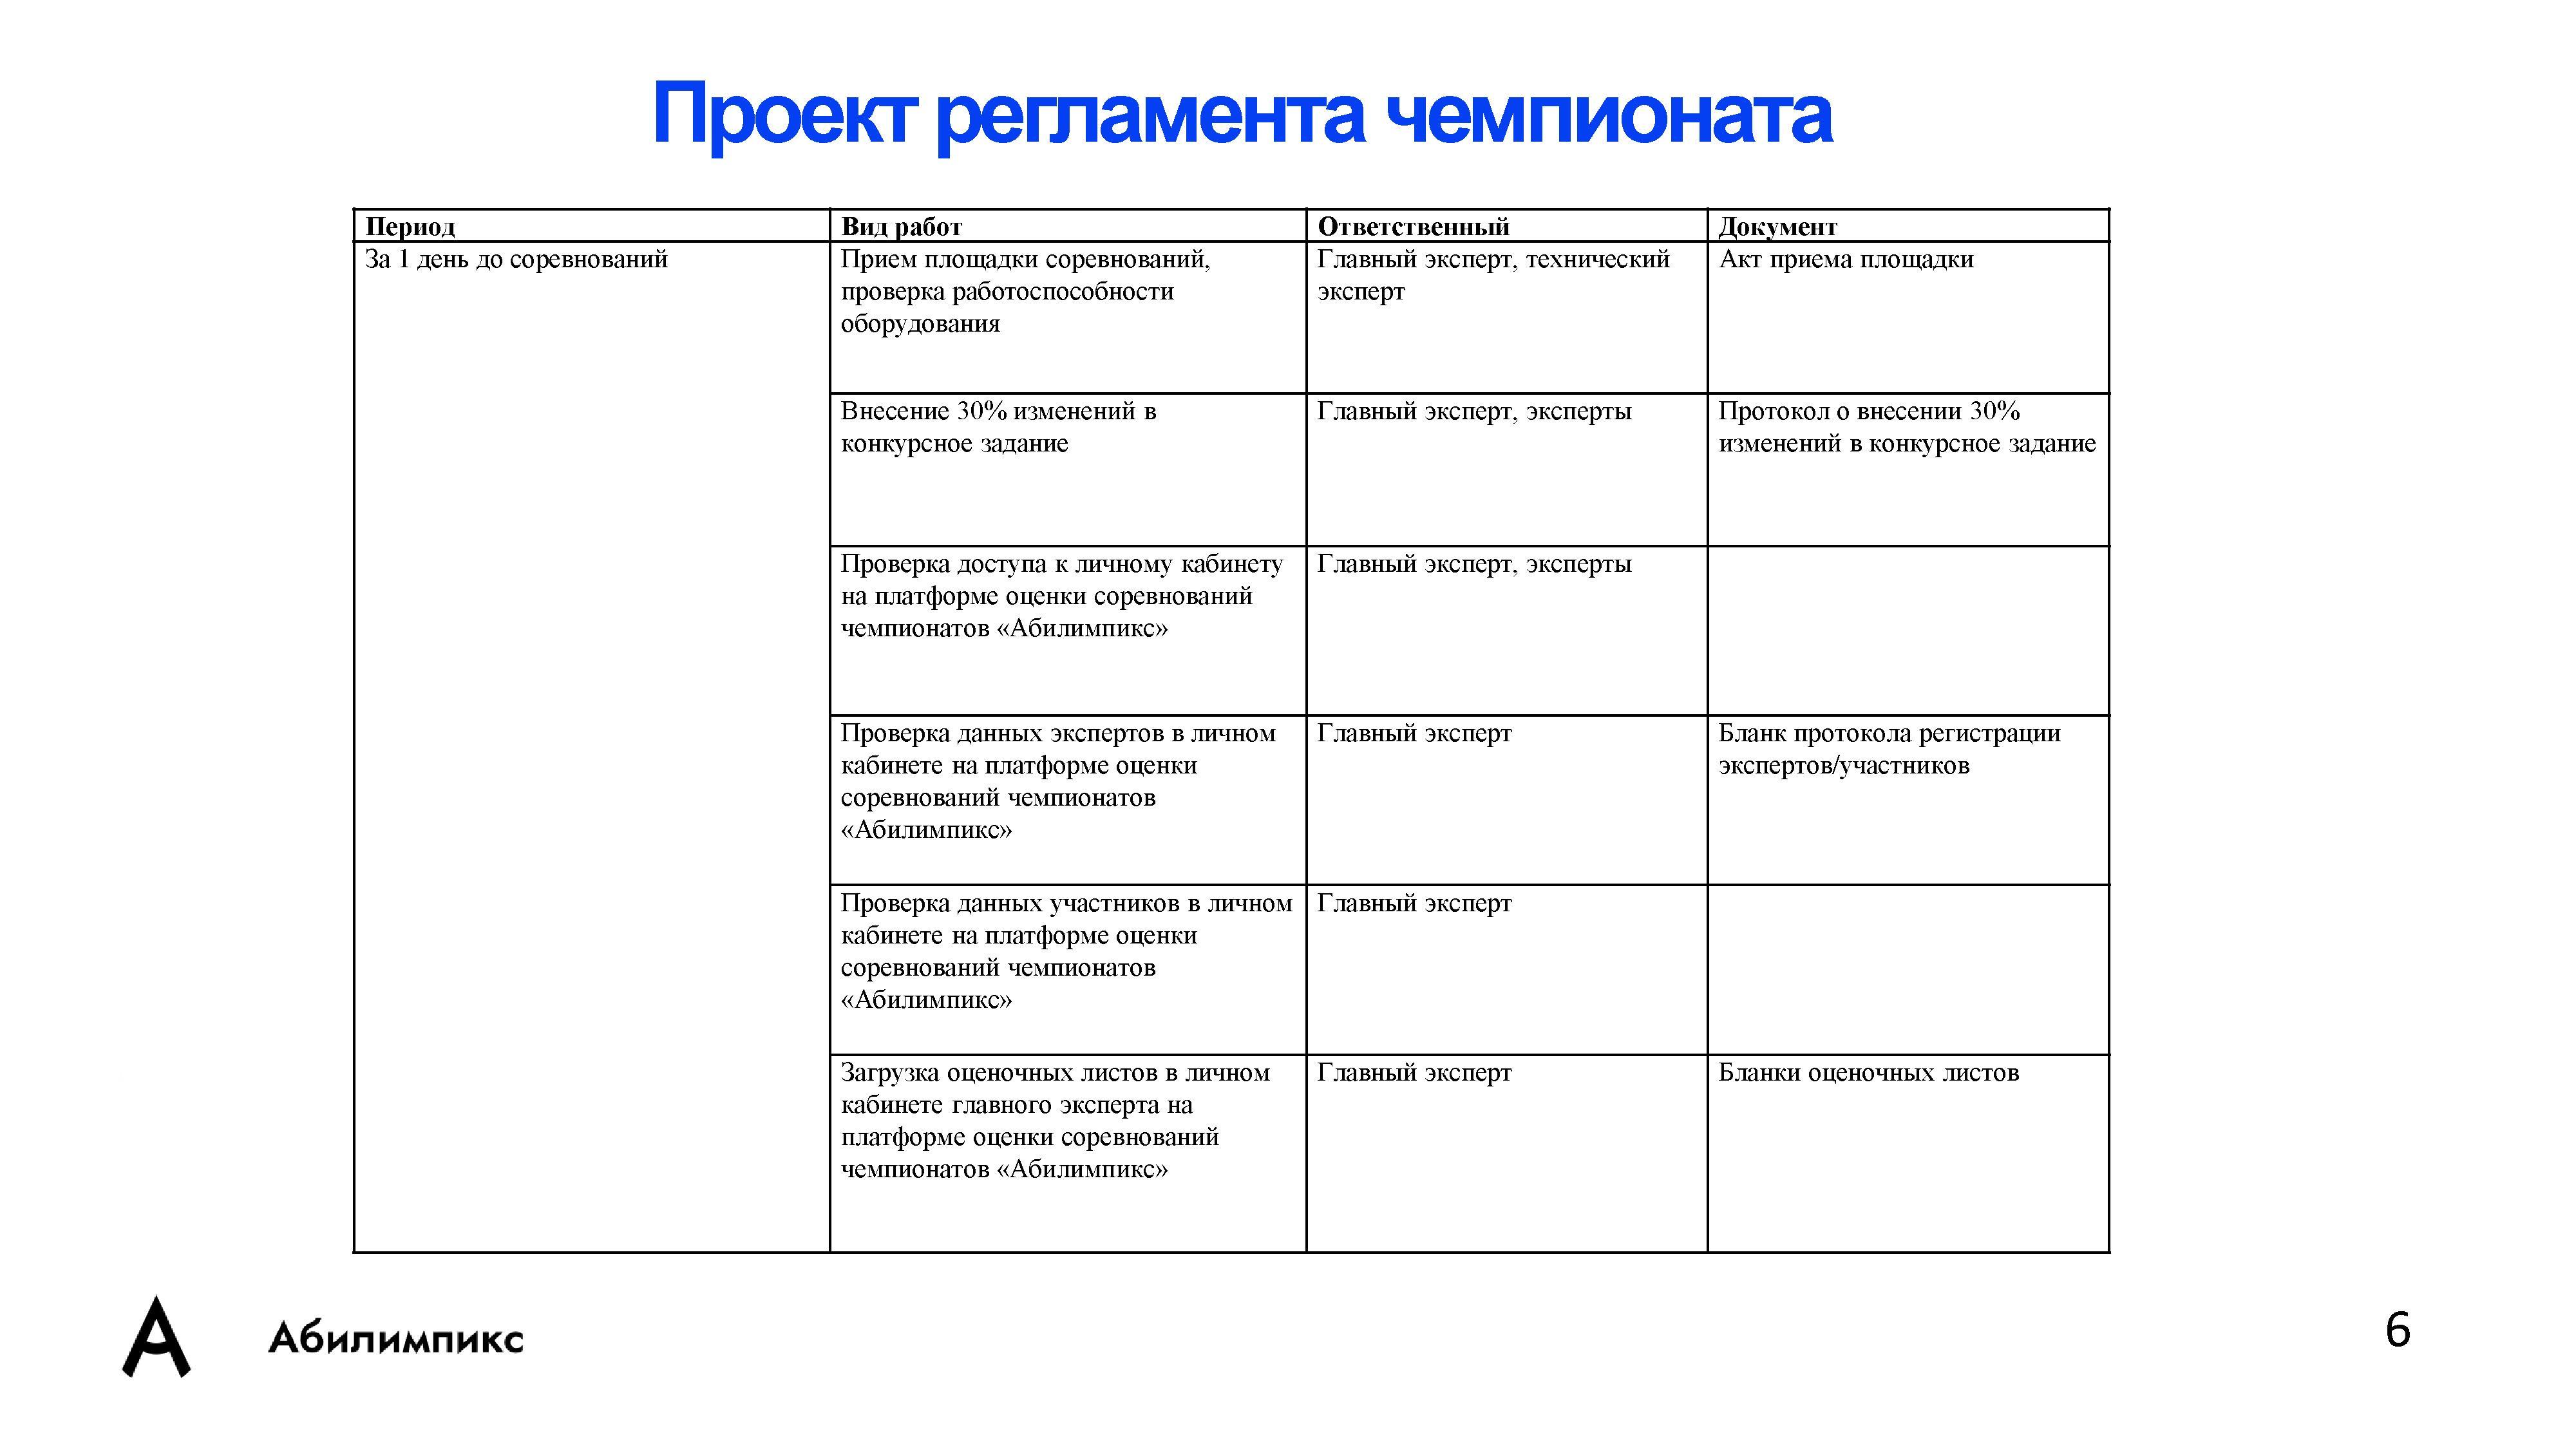 Проект регламента чемпионата
Период
Вид работ
Ответственный
Документ
За 1 день до соревнований
Прием площадки соревнований,
проверка работоспособности
оборудования
Главный эксперт, технический
эксперт
Акт приема площадки
Внесение 30% изменений в
конкурсное задание
Главный эксперт, эксперты
Протокол о внесении 30%
изменений в конкурсное задание
Проверка доступа к личному кабинету
на платформе оценки соревнований
чемпионатов «Абилимпикс»
Главный эксперт, эксперты
Проверка данных экспертов в личном
кабинете на платформе оценки
соревнований чемпионатов
«Абилимпикс»
Главный эксперт
Бланк протокола регистрации
экспертов/участников
Проверка данных участников в личном
кабинете на платформе оценки
соревнований чемпионатов
«Абилимпикс»
Главный эксперт
Загрузка оценочных листов в личном
кабинете главного эксперта на
платформе оценки соревнований
чемпионатов «Абилимпикс»
Главный эксперт
Бланки оценочных листов
Абилимпикс
6